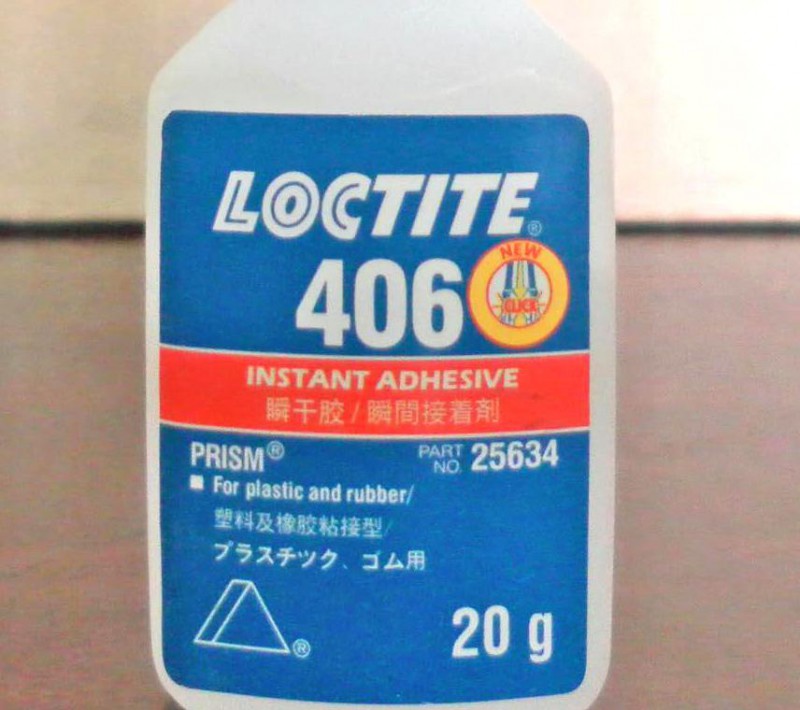 LOCTITE®
406
NEW
CLICK
INSTANT ADHESIVE
瞬干胶/瞬間接着剤
PRISM® PART NO. 25634
■ For plastic and rubber/
塑料及橡胶粘接型/
プラスチック、ゴム用
®
20 g